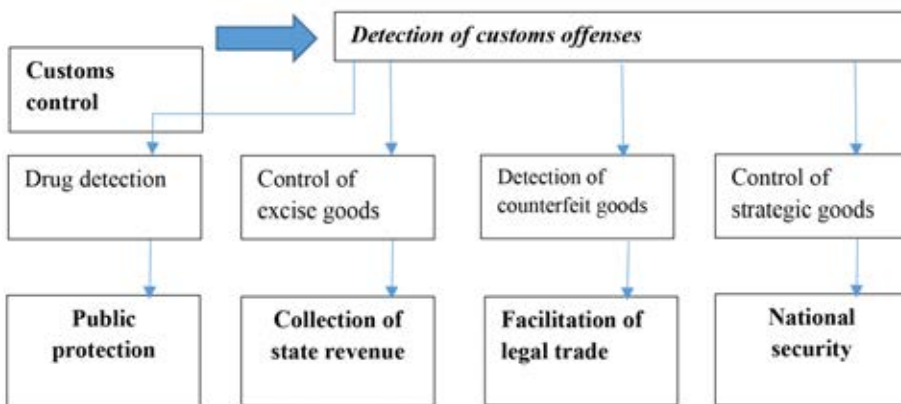 Detection of customs offenses
Customs
control
Drug detection
Control of
excise goods
Detection of
counterfeit goods
Control of
strategic goods
Public
protection
Collection of
state revenue
Facilitation of
legal trade
National
security